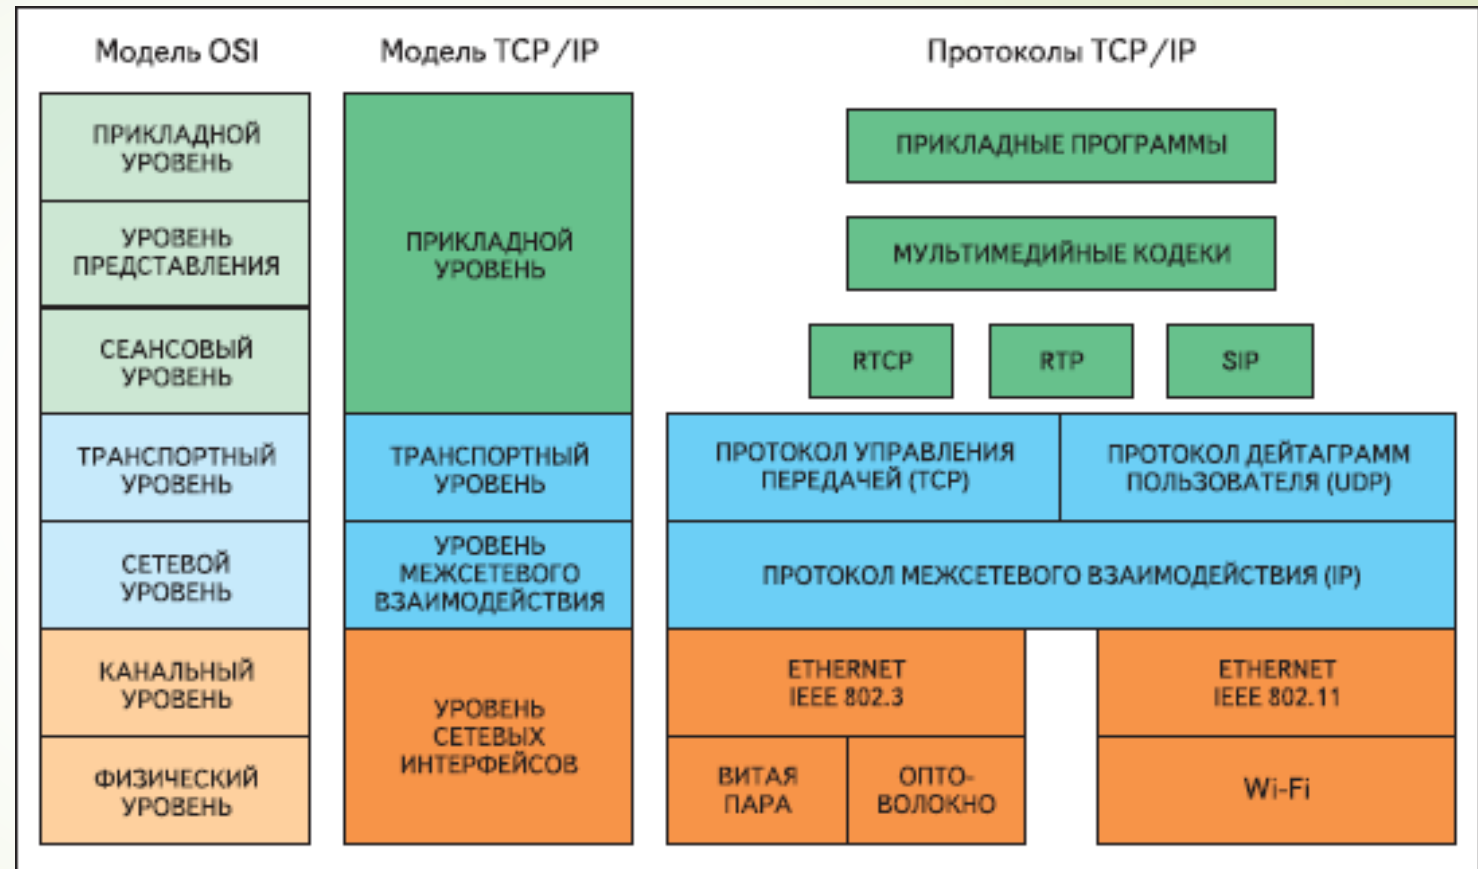 Модель OSI
Модель TCP/IP
Протоколы TCP/IP
ПРИКЛАДНОЙ
УРОВЕНЬ
УРОВЕНЬ
ПРЕДСТАВЛЕНИЯ
СЕАНСОВЫЙ
УРОВЕНЬ
ТРАНСПОРТНЫЙ
УРОВЕНЬ
СЕТЕВОЙ
УРОВЕНЬ
КАНАЛЬНЫЙ
УРОВЕНЬ
ФИЗИЧЕСКИЙ
УРОВЕНЬ
ПРИКЛАДНОЙ
УРОВЕНЬ
ТРАНСПОРТНЫЙ
УРОВЕНЬ
УРОВЕНЬ
МЕЖСЕТЕВОГО
ВЗАИМОДЕЙСТВИЯ
УРОВЕНЬ
СЕТЕВЫХ
ИНТЕРФЕЙСОВ
ПРИКЛАДНЫЕ ПРОГРАММЫ
МУЛЬТИМЕДИЙНЫЕ КОДЕКИ
RTCP
RTP
SIP
ПРОТОКОЛ УПРАВЛЕНИЯ
ПЕРЕДАЧЕЙ (TCP)
ПРОТОКОЛ ДЕЙТАГРАММ
ПОЛЬЗОВАТЕЛЯ (UDP)
ПРОТОКОЛ МЕЖСЕТЕВОГО ВЗАИМОДЕЙСТВИЯ (IP)
ETHERNET
IEEE 802.3
ETHERNET
IEEE 802.11
ВИТАЯ
ПАРА
ОПТО-
ВОЛОКНО
Wi-Fi